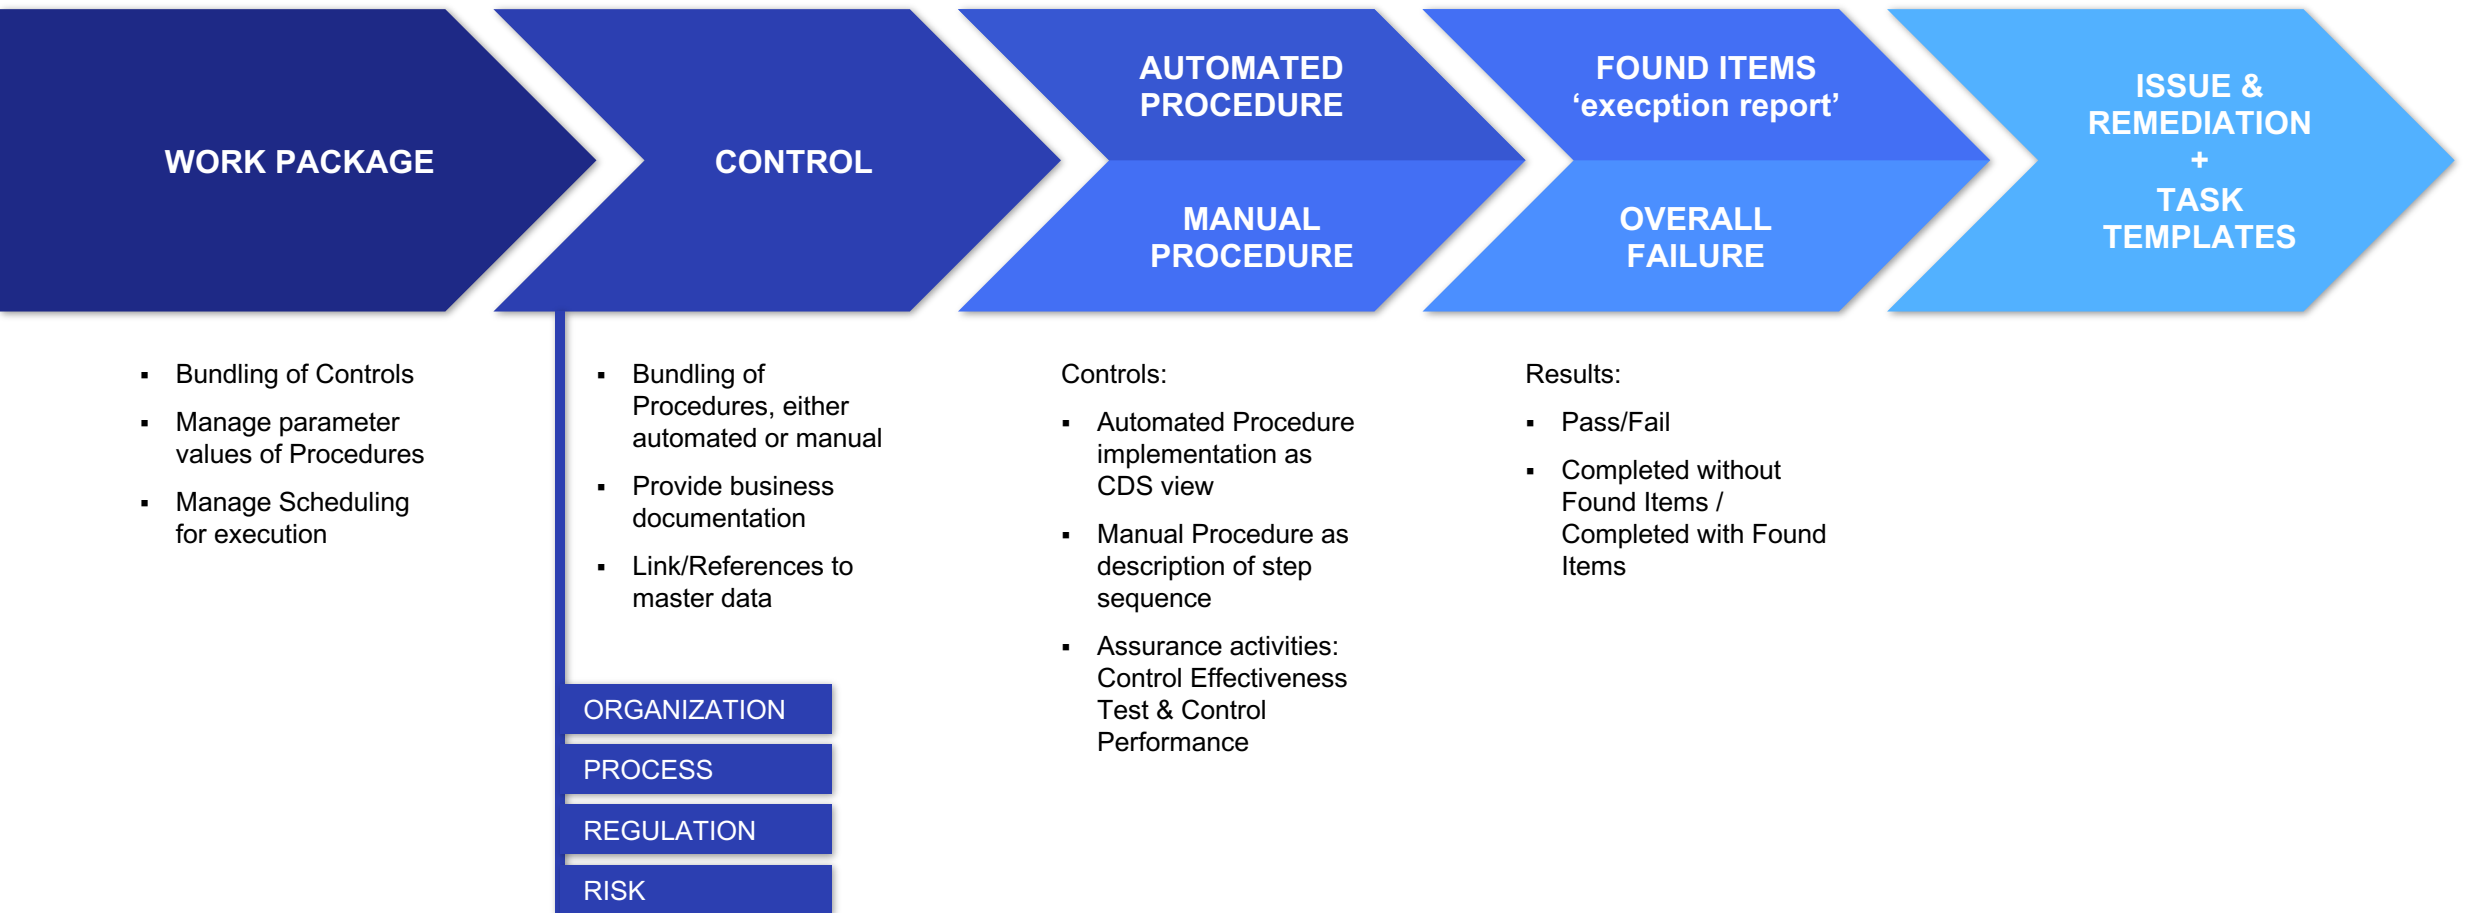 WORK PACKAGE
CONTROL
AUTOMATED
PROCEDURE
MANUAL
PROCEDURE
FOUND ITEMS
‘execption report’
OVERALL
FAILURE
ISSUE &
REMEDIATION
+
TASK
TEMPLATES
▪ Bundling of Controls
▪ Manage parameter
values of Procedures
▪ Manage Scheduling
for execution
▪ Bundling of
Procedures, either
automated or manual
▪ Provide business
documentation
▪ Link/References to
master data
ORGANIZATION
PROCESS
REGULATION
RISK
Controls:
▪ Automated Procedure
implementation as
CDS view
▪ Manual Procedure as
description of step
sequence
▪ Assurance activities:
Control Effectiveness
Test & Control
Performance
Results:
▪ Pass/Fail
▪ Completed without
Found Items /
Completed with Found
Items